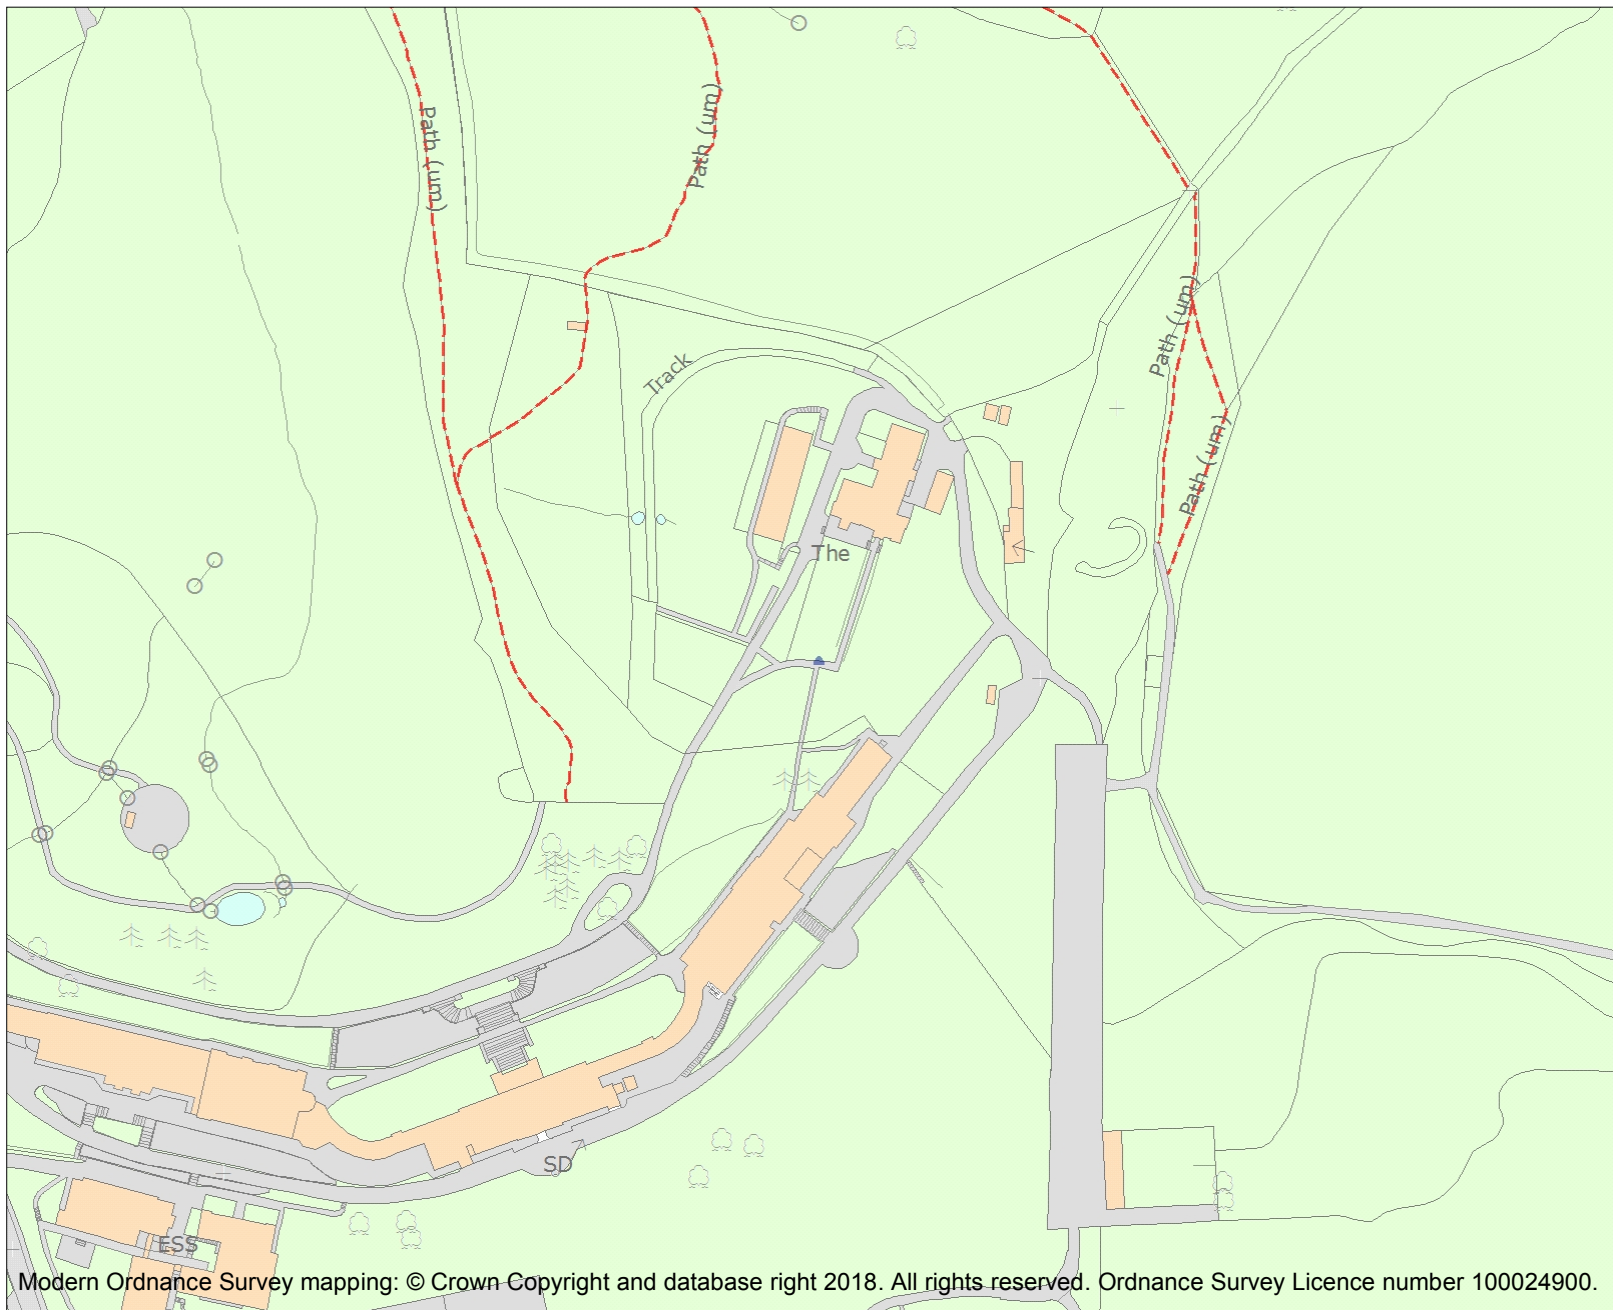 Path (um)
Path (um)
Path (um)
Track
Path (um)
The
SD
ESS
Modern Ordnance Survey mapping: © Crown Copyright and database right 2018. All rights reserved. Ordnance Survey Licence number 100024900.